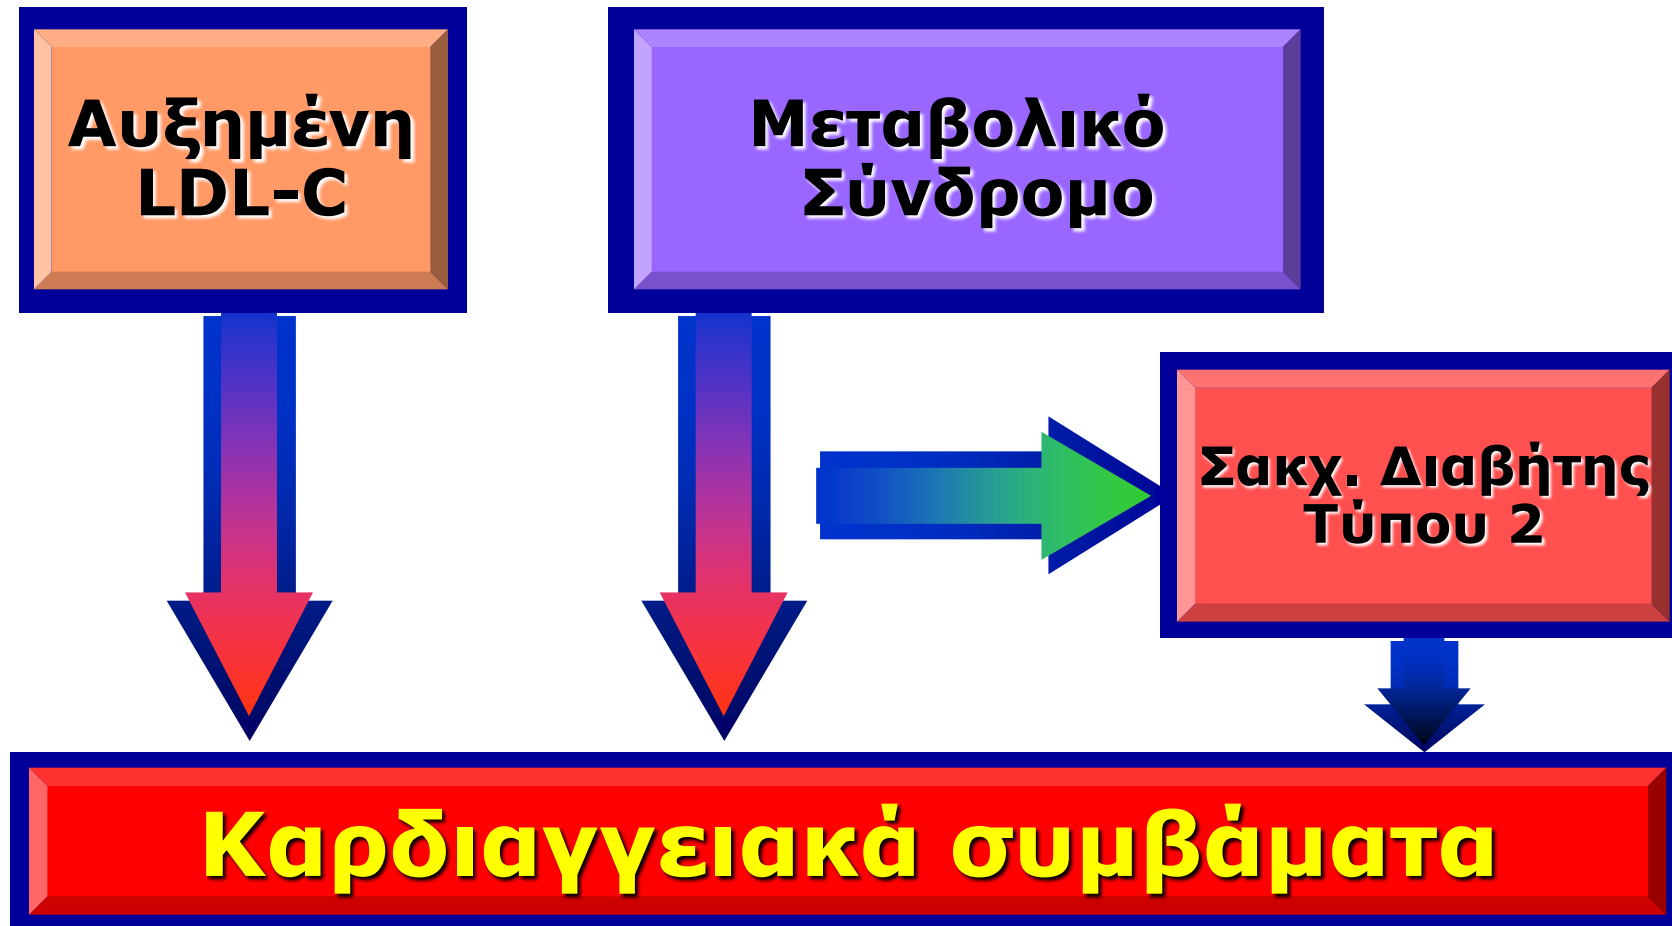 Αυξημένη
LDL-C
Μεταβολικό
Σύνδρομο
Σακχ. Διαβήτης
Τύπου 2
Καρδιαγγειακά συμβάματα